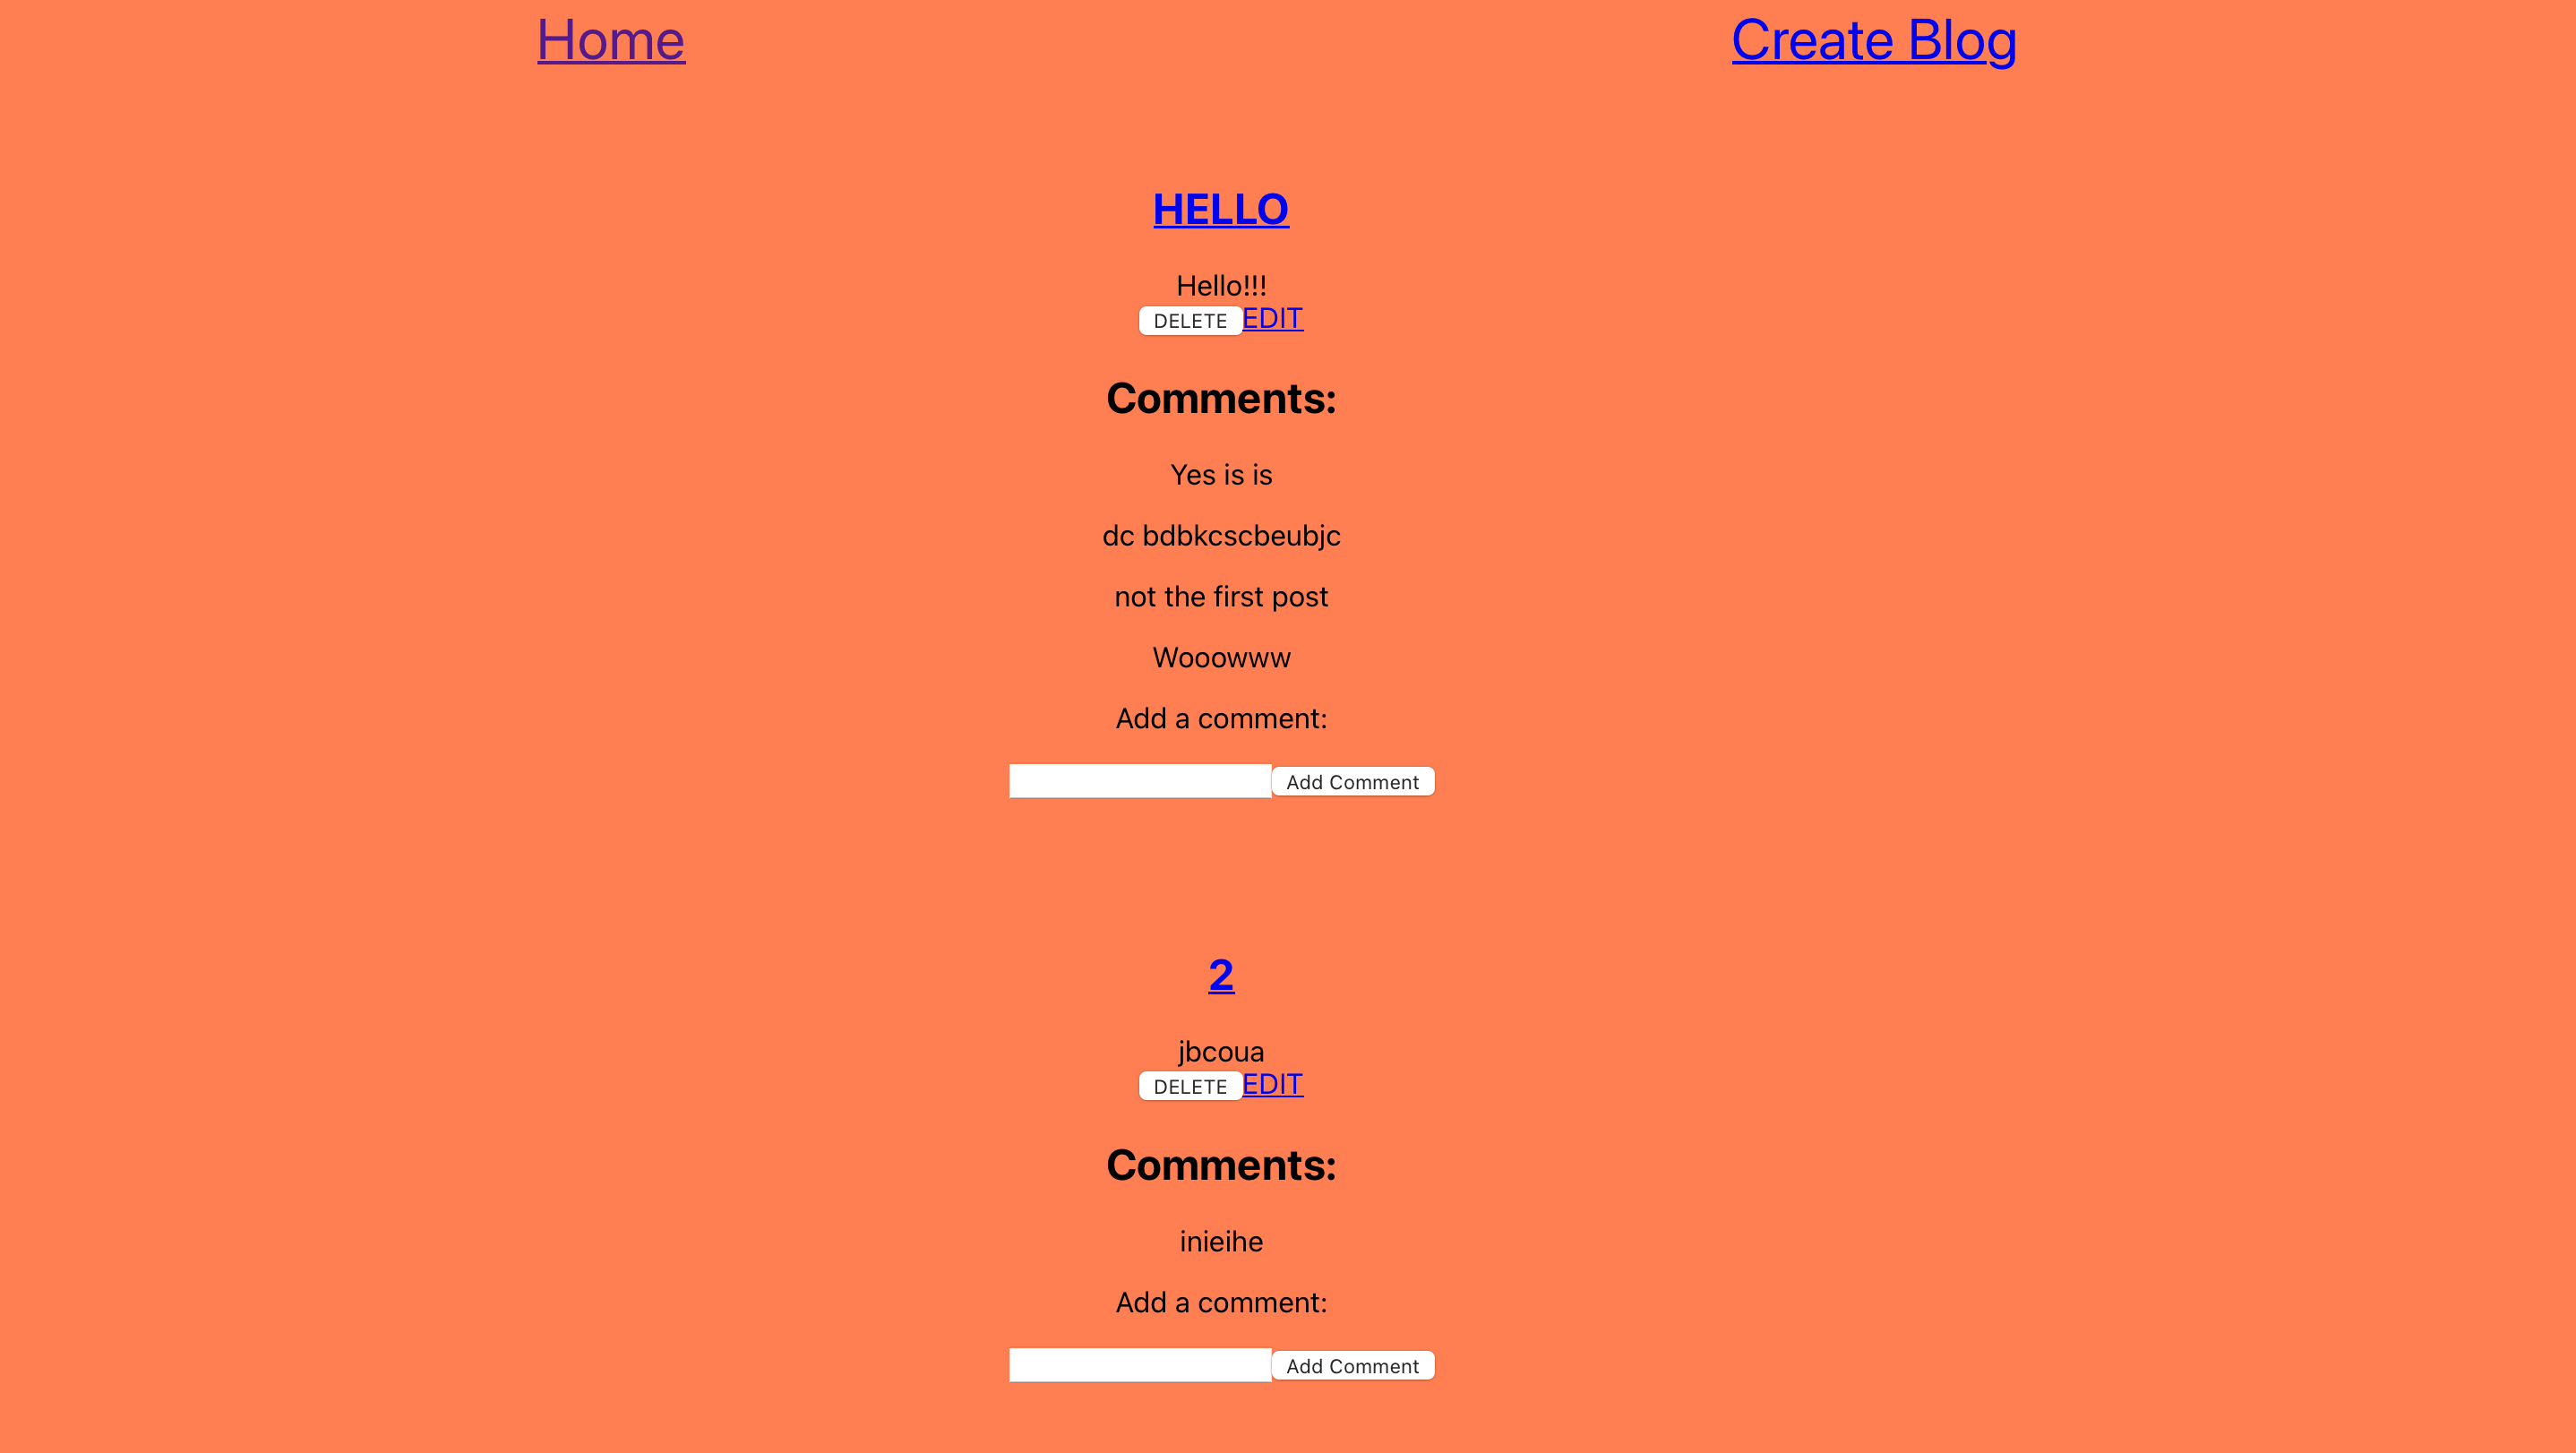 Home Create Blog
HELLO
Hello!!!
DELETE EDIT
Comments:
Yes is is
dc bdbkcscbeubjc
not the first post
Wooowww
Add a comment:
Add Comment
2
jbcoua
DELETE EDIT
Comments:
inieihe
Add a comment:
Add Comment